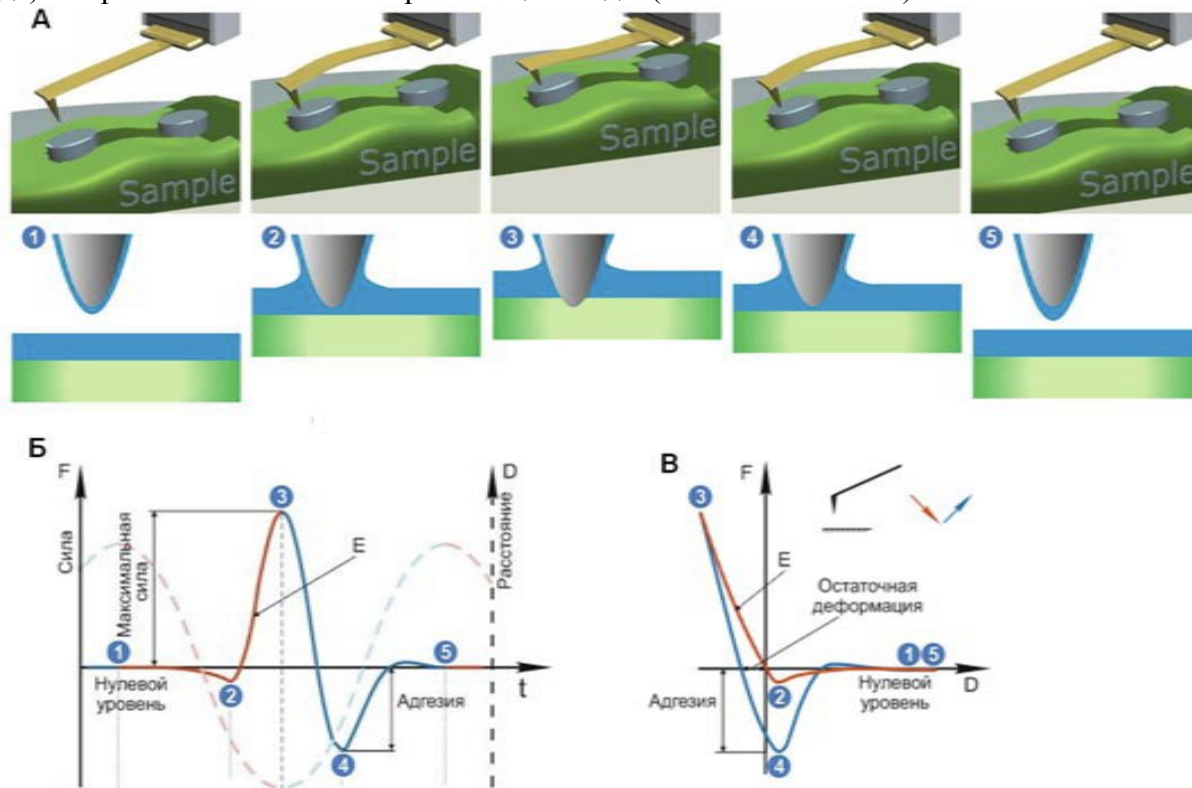 А
Sample
Sample
Sample
Sample
Sample
1
2
3
4
5
Б
F
Сила
Максимальная
сила
E
D
Расстояние
1
2
3
4
5
Нулевой
уровень
Адгезия
t
В
F
3
E
Остаточная
деформация
1 5
2
Нулевой
уровень
D
Адгезия
4